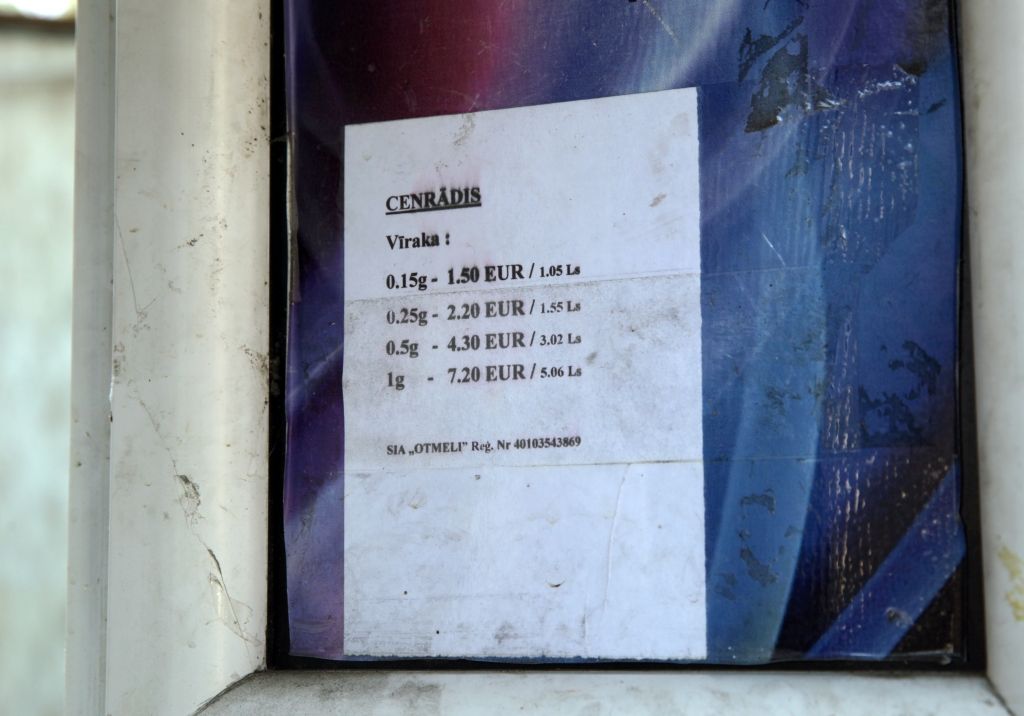 CENRĀDIS
Vīraka :
0.15g - 1.50 EUR / 1.05 Ls
0.25g - 2.20 EUR / 1.55 Ls
0.5g - 4.30 EUR / 3.02 Ls
1g - 7.20 EUR / 5.06 Ls
SIA „OTMELI” Reģ. Nr 40103543869